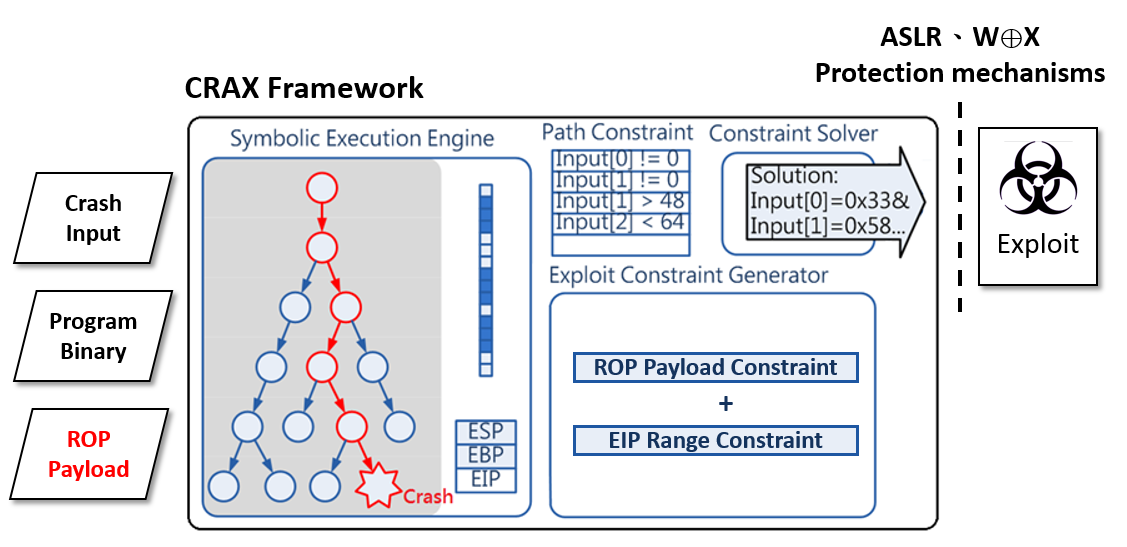 ASLR、W⊕X
Protection mechanisms
CRAX Framework
Crash
Input
Program
Binary
ROP
Payload
Symbolic Execution Engine
Crash
ESP
EBP
EIP
Path Constraint
Input[0] != 0
Input[1] != 0
Input[1] > 48
Input[2] < 64
Constraint Solver
Solution:
Input[0]=0x33&
Input[1]=0x58...
Exploit Constraint Generator
ROP Payload Constraint
+
EIP Range Constraint
Exploit